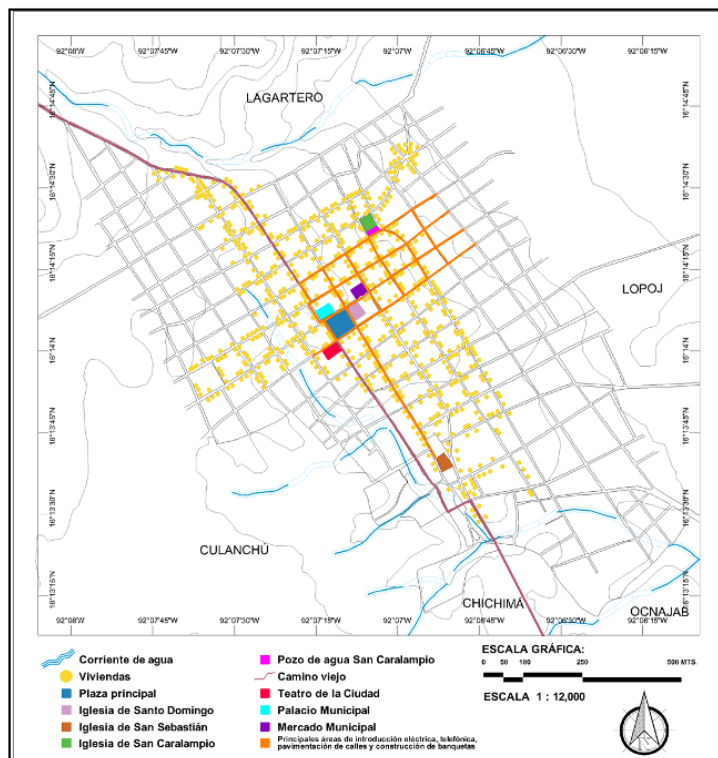 92°08'W 92°07'45"W 92°07'30"W 92°07'15"W 92°07'W 92°06'45"W 92°06'30"W 92°06'15"W
16°14'45"N 16°14'45"N
LAGARTERO
16°14'30"N 16°14'30"N
16°14'15"N 16°14'15"N
LOPOJ
16°14'N 16°14'N
16°13'45"N 16°13'45"N
16°13'30"N 16°13'30"N
CULANCHÚ
16°13'15"N 16°13'15"N
CHICHIMÁ
OCNAJAB
92°08'W 92°07'45"W 92°07'30"W 92°07'15"W 92°07'W 92°06'45"W 92°06'30"W 92°06'15"W
Corriente de agua
Viviendas
Plaza principal
Iglesia de Santo Domingo
Iglesia de San Sebastián
Iglesia de San Caralampio
Pozo de agua San Caralampio
Camino viejo
Teatro de la Ciudad
Palacio Municipal
Mercado Municipal
Principales áreas de introducción eléctrica, telefónica,
pavimentación de calles y construcción de banquetas
ESCALA GRÁFICA:
0 50 100 250 500 MTS.
ESCALA 1 : 12,000